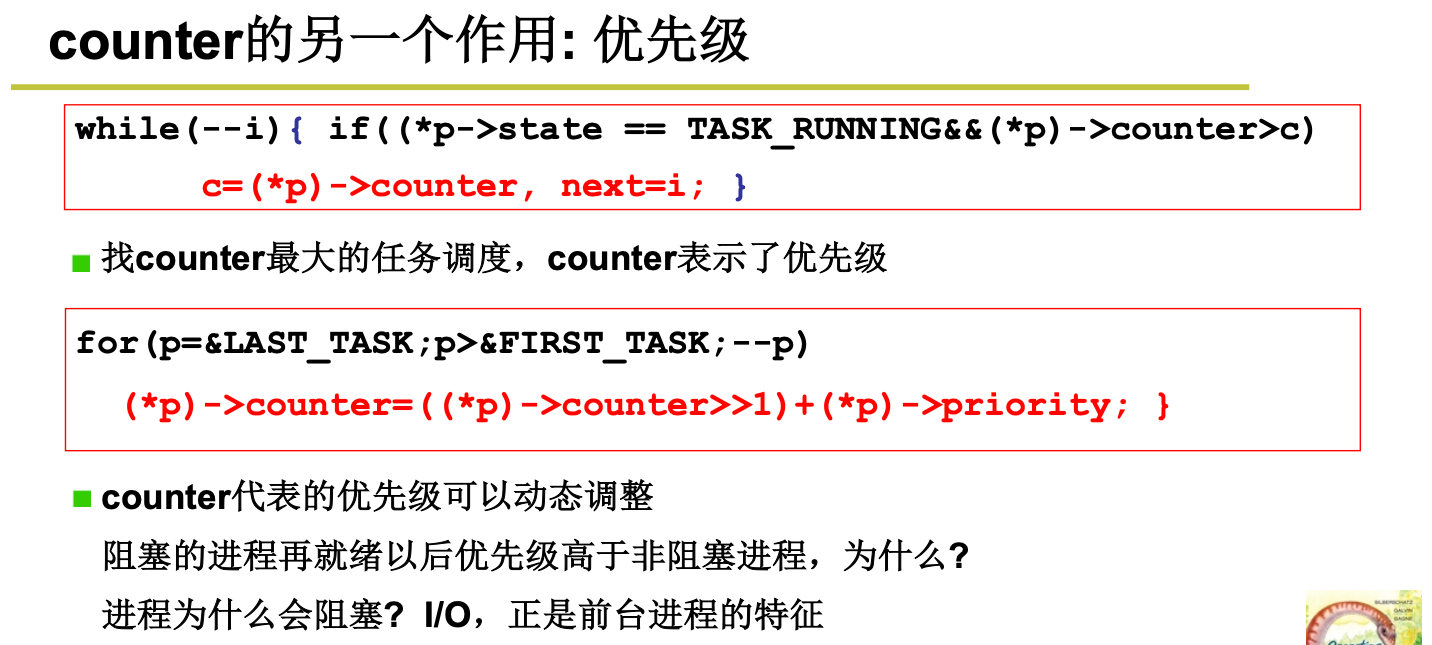 counter的另一个作用: 优先级
while(--i){ if((*p->state == TASK_RUNNING&&(*p)->counter>c)
c=(*p)->counter, next=i; }
找counter最大的任务调度，counter表示了优先级
for(p=&LAST_TASK;p>&FIRST_TASK;--p)
(*p)->counter=((*p)->counter>>1)+(*p)->priority; }
counter代表的优先级可以动态调整
阻塞的进程再就绪以后优先级高于非阻塞进程，为什么?
进程为什么会阻塞? I/O，正是前台进程的特征
SILBERSCHATZ
GALVIN
GAGNE